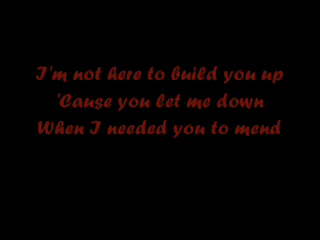 I'm not here to build you up
'Cause you let me down
When I needed you to mend